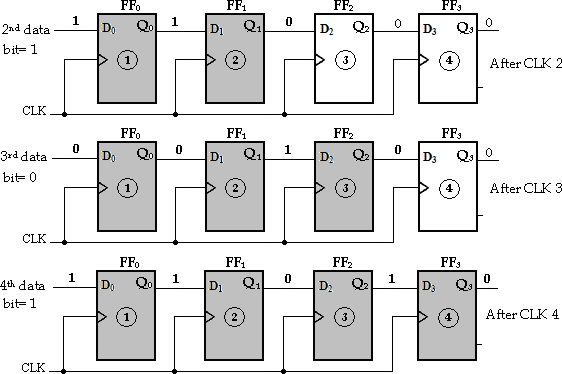 FF0 FF1 FF2 FF3
2nd data 1 D0 Q0 1 D1 Q1 0 D2 Q2 0 D3 Q3 0
bit= 1 1 2 3 4 After CLK 2
CLK
FF0 FF1 FF2 FF3
3rd data 0 D0 Q0 0 D1 Q1 1 D2 Q2 0 D3 Q3 0
bit= 0 1 2 3 4 After CLK 3
CLK
FF0 FF1 FF2 FF3
4th data 1 D0 Q0 1 D1 Q1 0 D2 Q2 1 D3 Q3 0
bit= 1 1 2 3 4 After CLK 4
CLK